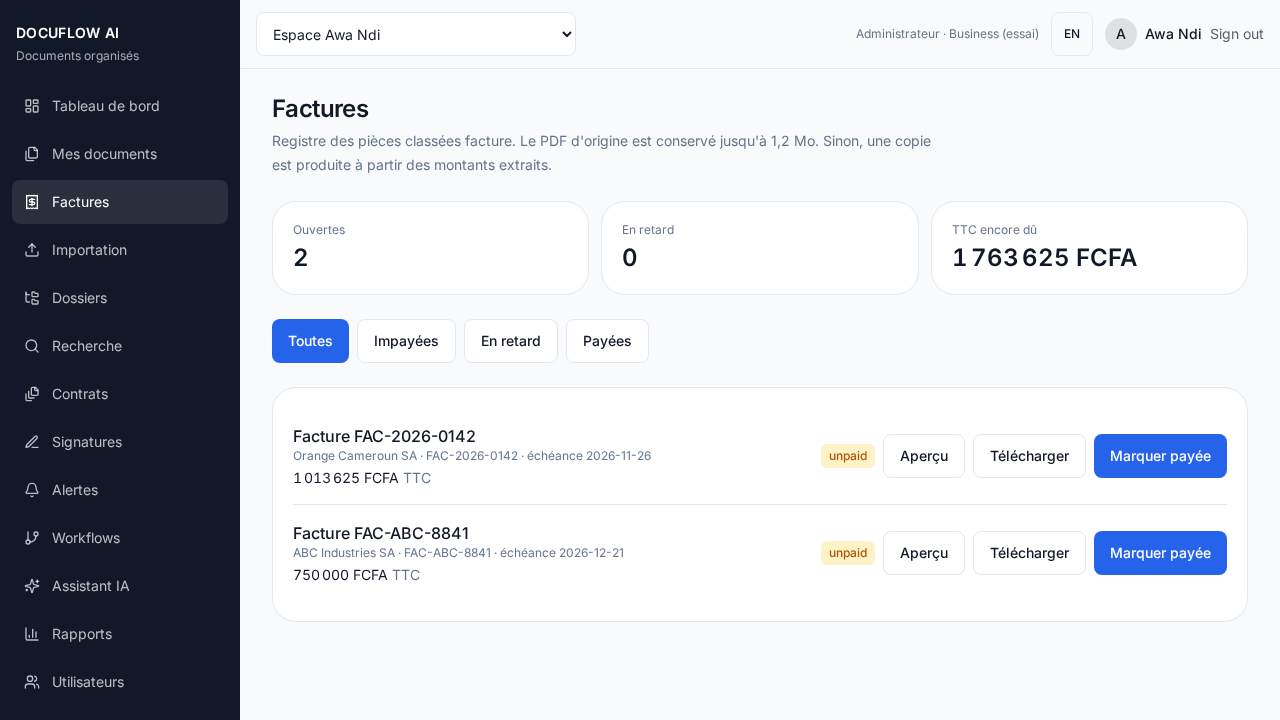 DOCUFLOW AI
Documents organisés
Tableau de bord
Mes documents
Factures
Importation
Dossiers
Recherche
Contrats
Signatures
Alertes
Workflows
Assistant IA
Rapports
Utilisateurs
Espace Awa Ndi
Administrateur · Business (essai)
EN
A
Awa Ndi
Sign out
Factures
Registre des pièces classées facture. Le PDF d'origine est conservé jusqu'à 1,2 Mo. Sinon, une copie
est produite à partir des montants extraits.
Ouvertes
2
En retard
0
TTC encore dû
1 763 625 FCFA
Toutes
Impayées
En retard
Payées
Facture FAC-2026-0142
Orange Cameroun SA · FAC-2026-0142 · échéance 2026-11-26
1 013 625 FCFA TTC
unpaid
Aperçu
Télécharger
Marquer payée
Facture FAC-ABC-8841
ABC Industries SA · FAC-ABC-8841 · échéance 2026-12-21
750 000 FCFA TTC
unpaid
Aperçu
Télécharger
Marquer payée